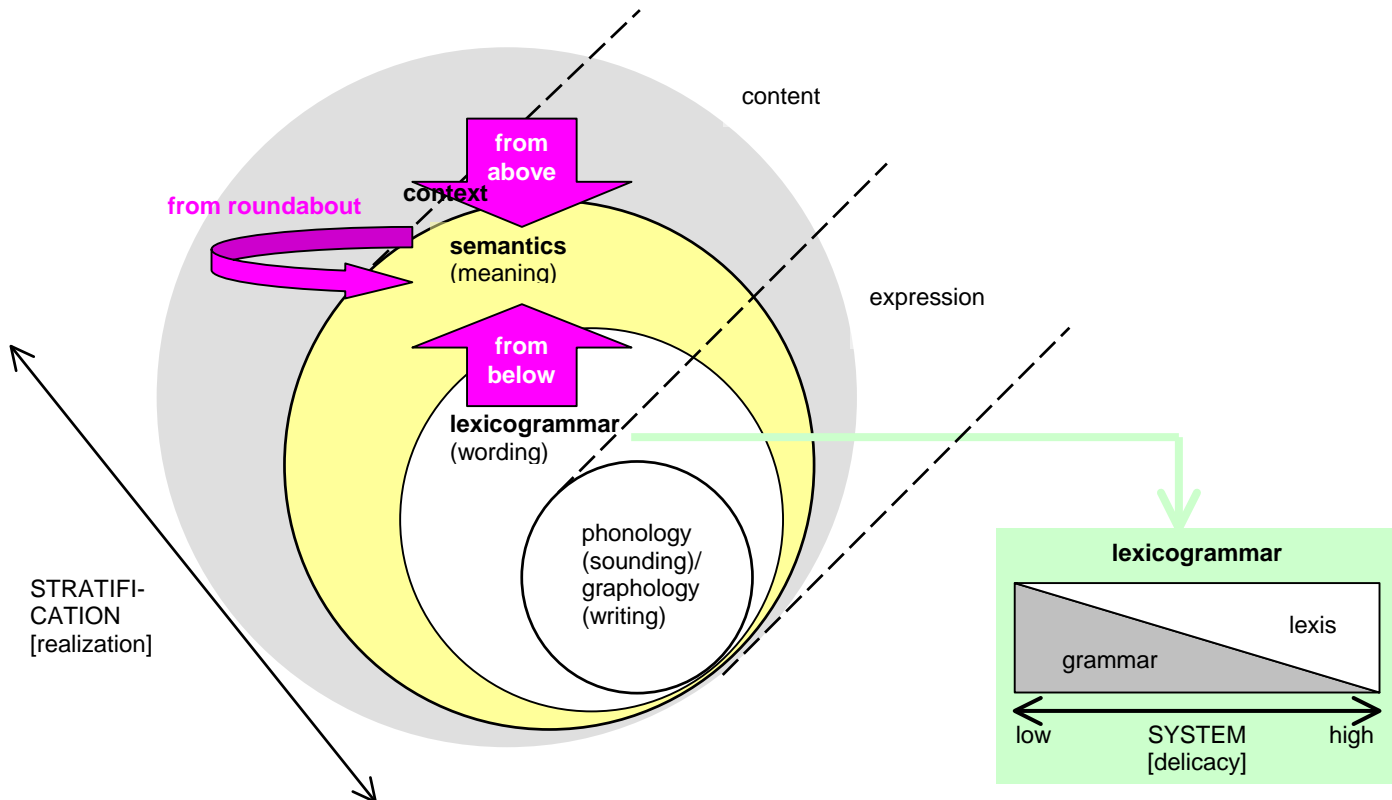 content
from
above
context
from roundabout
semantics
(meaning)
expression
from
below
lexicogrammar
(wording)
phonology
(sounding)/
graphology
(writing)
STRATIFI-
CATION
[realization]
lexicogrammar
lexis
grammar
low
SYSTEM
high
[delicacy]